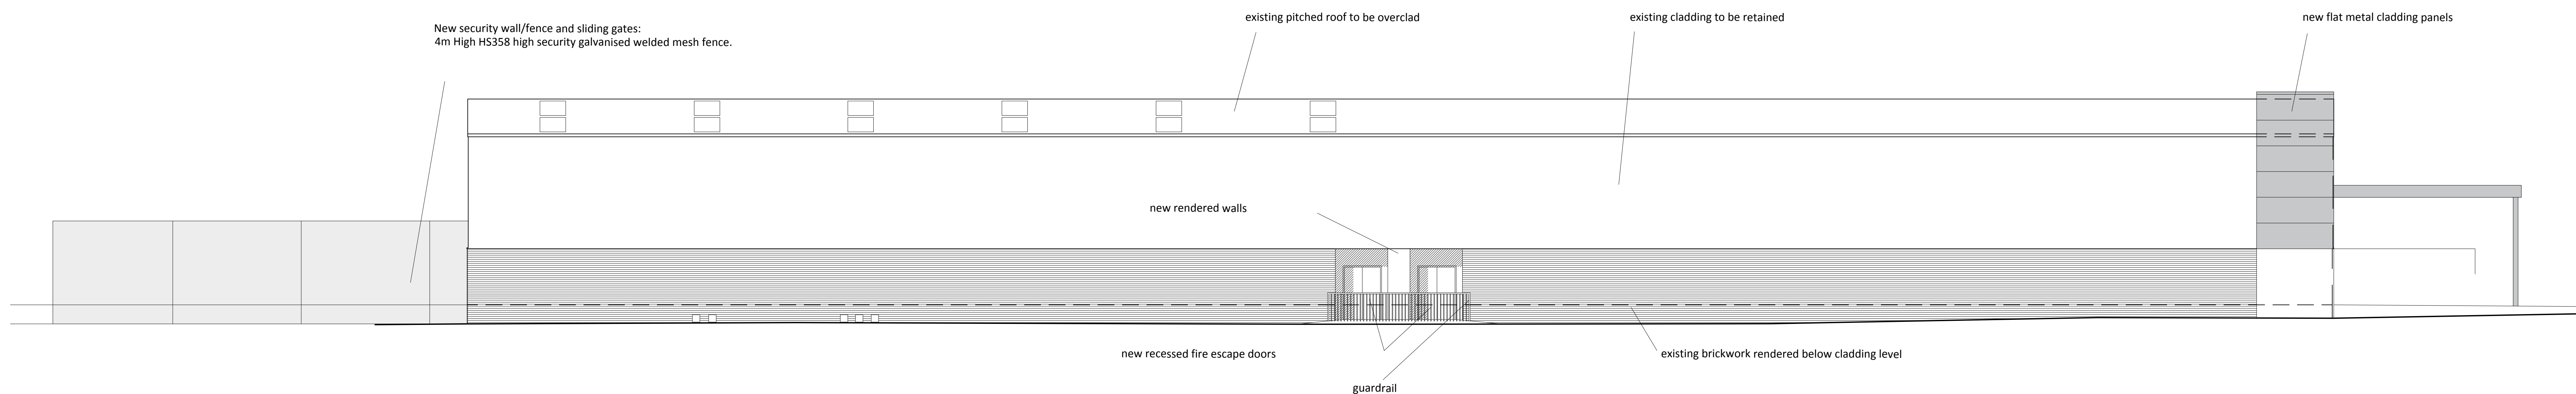 New security wall/fence and sliding gates:
4m High HS358 high security galvanised welded mesh fence.
existing pitched roof to be overclad
existing cladding to be retained
new flat metal cladding panels
new rendered walls
new recessed fire escape doors
existing brickwork rendered below cladding level
guardrail